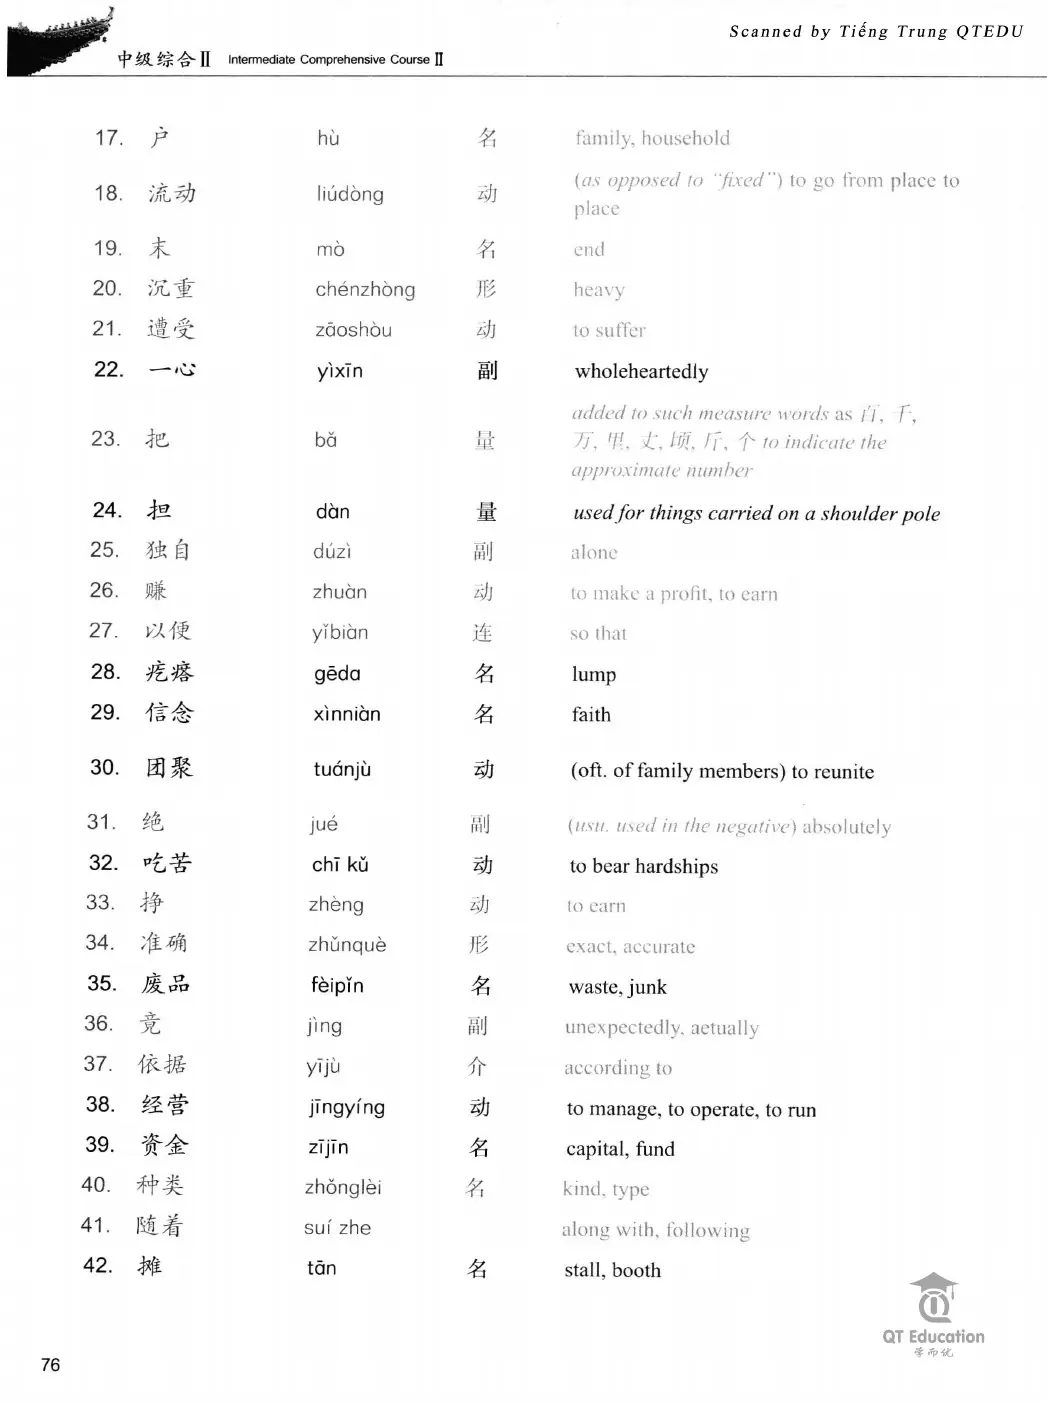 Scanned by Tiếng Trung QTEDU
中级综合Ⅱ Intermediate Comprehensive Course Ⅱ
17. 户 hù 名 family, household
18. 流动 liúdòng 动 (as opposed to "fixed") to go from place to
place
19. 末 mò 名 end
20. 沉重 chénzhòng 形 heavy
21. 遭受 zāoshòu 动 to suffer
22. 一心 yìxīn 副 wholeheartedly
added to such measure words as 百, 千,
23. 把 bǎ 量 万, 里, 丈, 顷, 斤, 个 to indicate the
approximate number
24. 担 dàn 量 used for things carried on a shoulder pole
25. 独自 dúzì 副 alone
26. 赚 zhuàn 动 to make a profit, to earn
27. 以便 yǐbiàn 连 so that
28. 疙瘩 gēda 名 lump
29. 信念 xìnniàn 名 faith
30. 团聚 tuánjù 动 (oft. of family members) to reunite
31. 绝 jué 副 (usu. used in the negative) absolutely
32. 吃苦 chī kǔ 动 to bear hardships
33. 挣 zhèng 动 to earn
34. 准确 zhǔnquè 形 exact, accurate
35. 废品 fèipǐn 名 waste, junk
36. 竟 jìng 副 unexpectedly, aetually
37. 依据 yījù 介 according to
38. 经营 jīngyíng 动 to manage, to operate, to run
39. 资金 zījīn 名 capital, fund
40. 种类 zhǒnglèi 名 kind, type
41. 随着 suí zhe along with, following
42. 摊 tān 名 stall, booth
QT Education
学而优
76